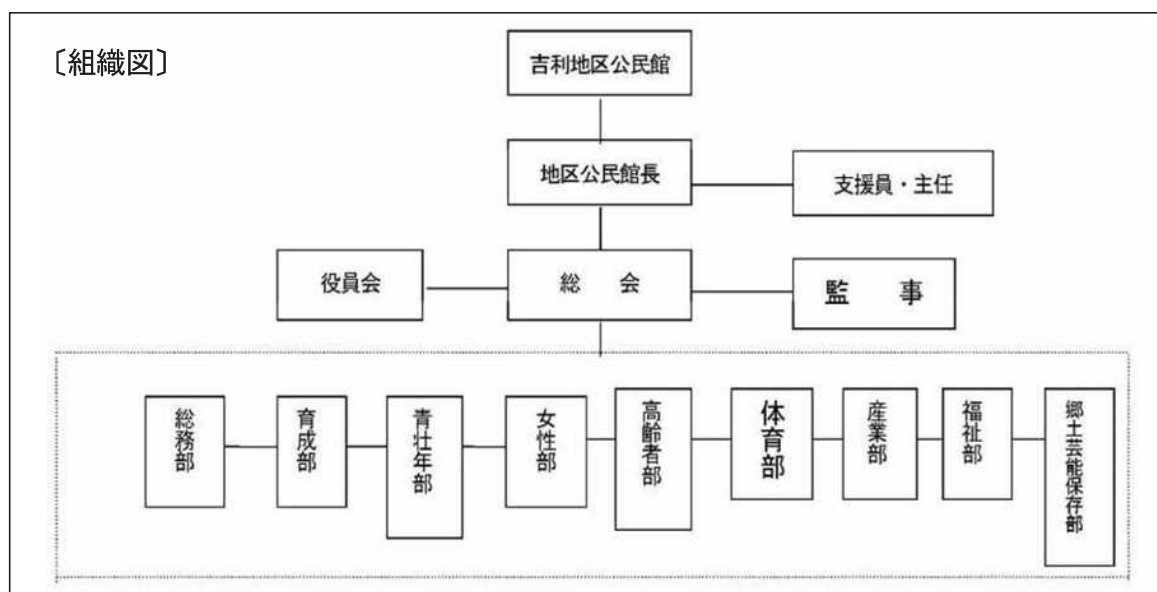 〔組織図〕
吉利地区公民館
地区公民館長
支援員・主任
役員会
総　会
監　事
総務部
育成部
青壮年部
女性部
高齢者部
体育部
産業部
福祉部
郷土芸能保存部